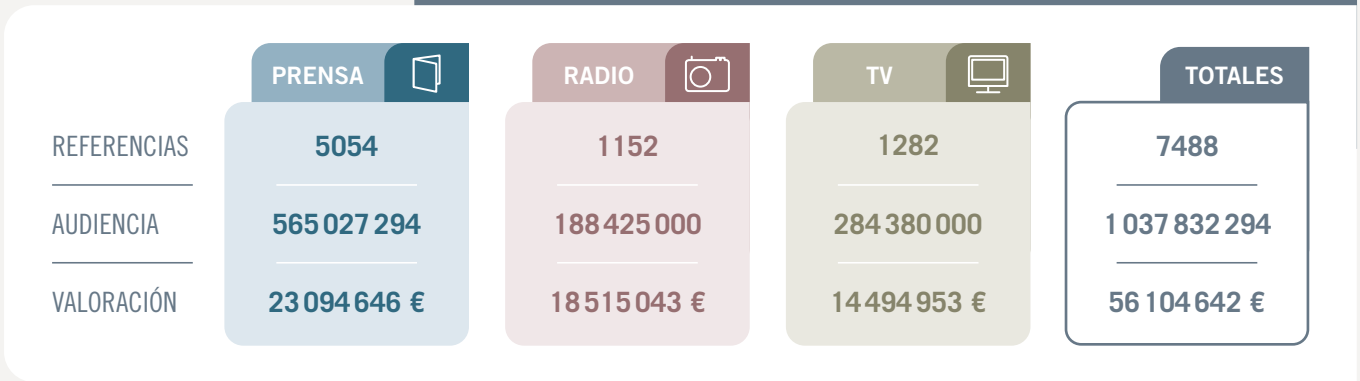 PRENSA RADIO TV TOTALES
REFERENCIAS 5054 1152 1282 7488
AUDIENCIA 565 027 294 188 425 000 284 380 000 1 037 832 294
VALORACIÓN 23 094 646 € 18 515 043 € 14 494 953 € 56 104 642 €